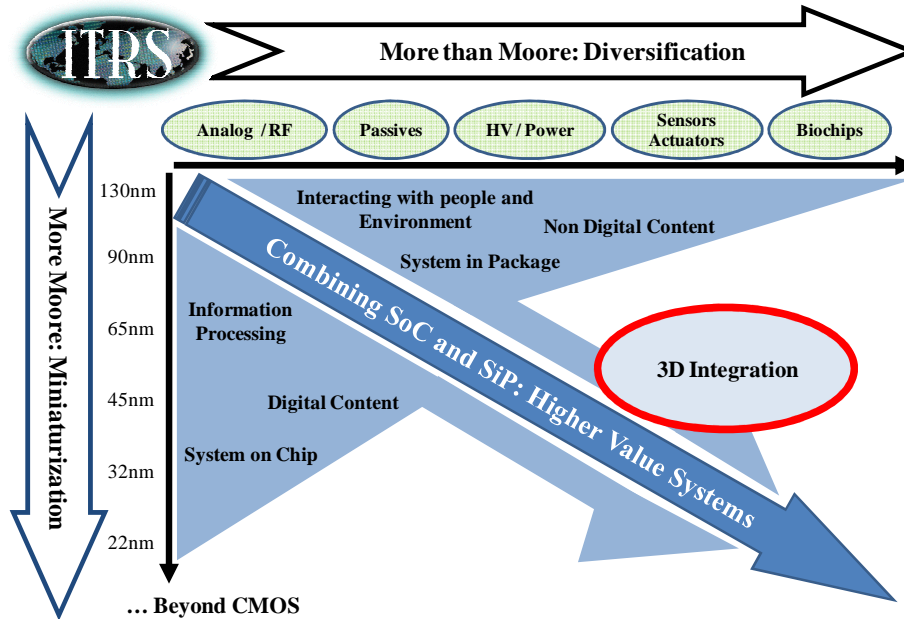 ITRS
More than Moore: Diversification
Analog / RF
Passives
HV / Power
Sensors
Actuators
Biochips
More Moore: Miniaturization
130nm
90nm
65nm
45nm
32nm
22nm
... Beyond CMOS
Interacting with people and
Environment
Non Digital Content
System in Package
Combining SoC and SiP: Higher Value Systems
Information
Processing
Digital Content
System on Chip
3D Integration